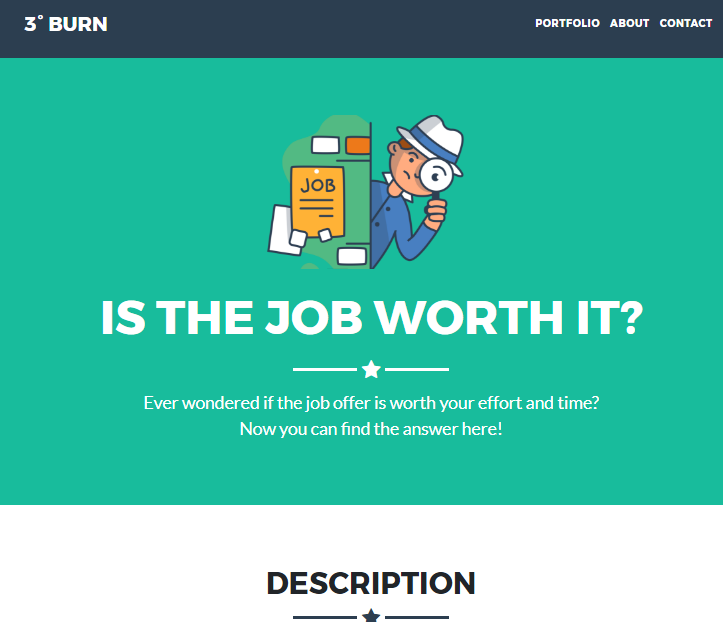 3° BURN
PORTFOLIO ABOUT CONTACT
JOB
IS THE JOB WORTH IT?
Ever wondered if the job offer is worth your effort and time?
Now you can find the answer here!
DESCRIPTION